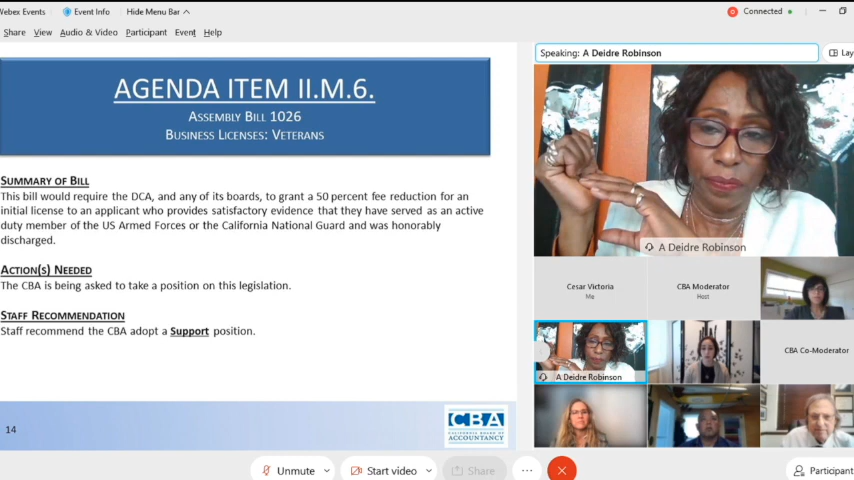 Webex Events
Event Info
Hide Menu Bar
Connected
Share View Audio & Video Participant Event Help
Speaking: A Deidre Robinson
Lay
AGENDA ITEM II.M.6.
ASSEMBLY BILL 1026
BUSINESS LICENSES: VETERANS
SUMMARY OF BILL
This bill would require the DCA, and any of its boards, to grant a 50 percent fee reduction for an
initial license to an applicant who provides satisfactory evidence that they have served as an active
duty member of the US Armed Forces or the California National Guard and was honorably
discharged.
ACTION(S) NEEDED
The CBA is being asked to take a position on this legislation.
STAFF RECOMMENDATION
Staff recommend the CBA adopt a Support position.
14
CBA
CALIFORNIA BOARD OF
ACCOUNTANCY
A Deidre Robinson
Cesar Victoria
Me
CBA Moderator
Host
A Deidre Robinson
CBA Co-Moderator
Unmute
Start video
Share
Participant